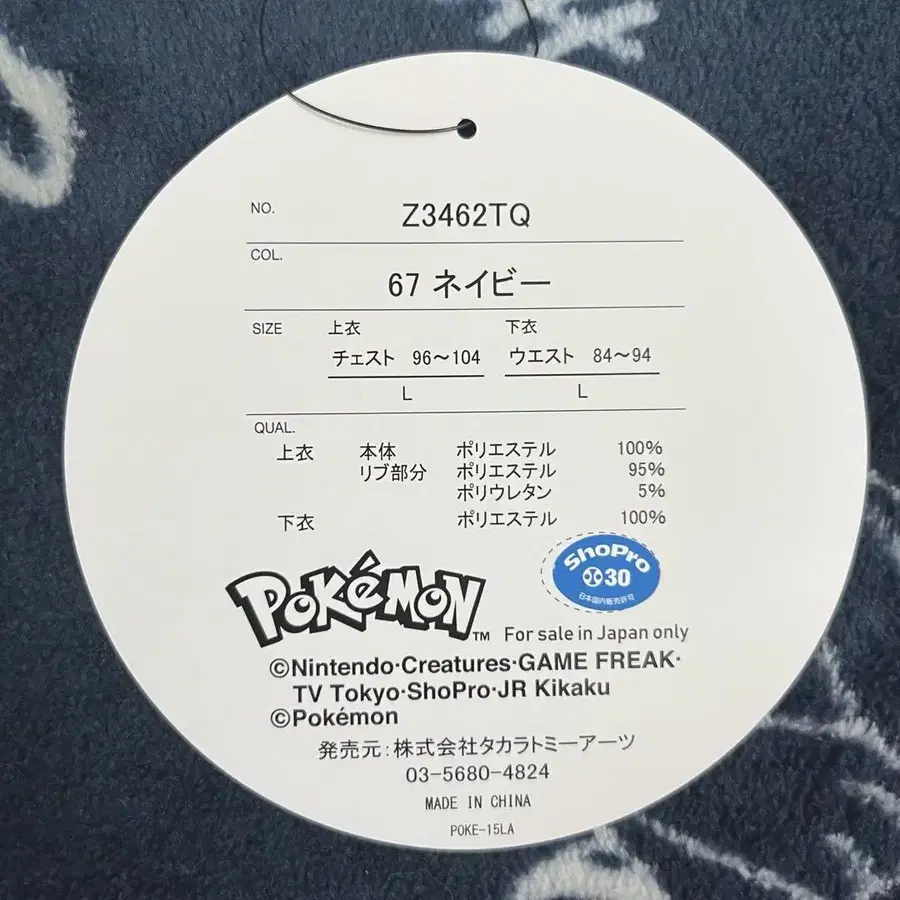 NO. Z3462TQ
COL. 67 ネイビー
SIZE 上衣 下衣
チェスト 96～104 ウエスト 84～94
L L
QUAL.
上衣 本体 ポリエステル 100%
リブ部分 ポリエステル 95%
ポリウレタン 5%
下衣 ポリエステル 100%
ShoPro
30
日本国内販売許可
POKéMON™ For sale in Japan only
©Nintendo·Creatures·GAME FREAK·
TV Tokyo·ShoPro·JR Kikaku
©Pokémon
発売元:株式会社タカラトミーアーツ
03-5680-4824
MADE IN CHINA
POKE-15LA